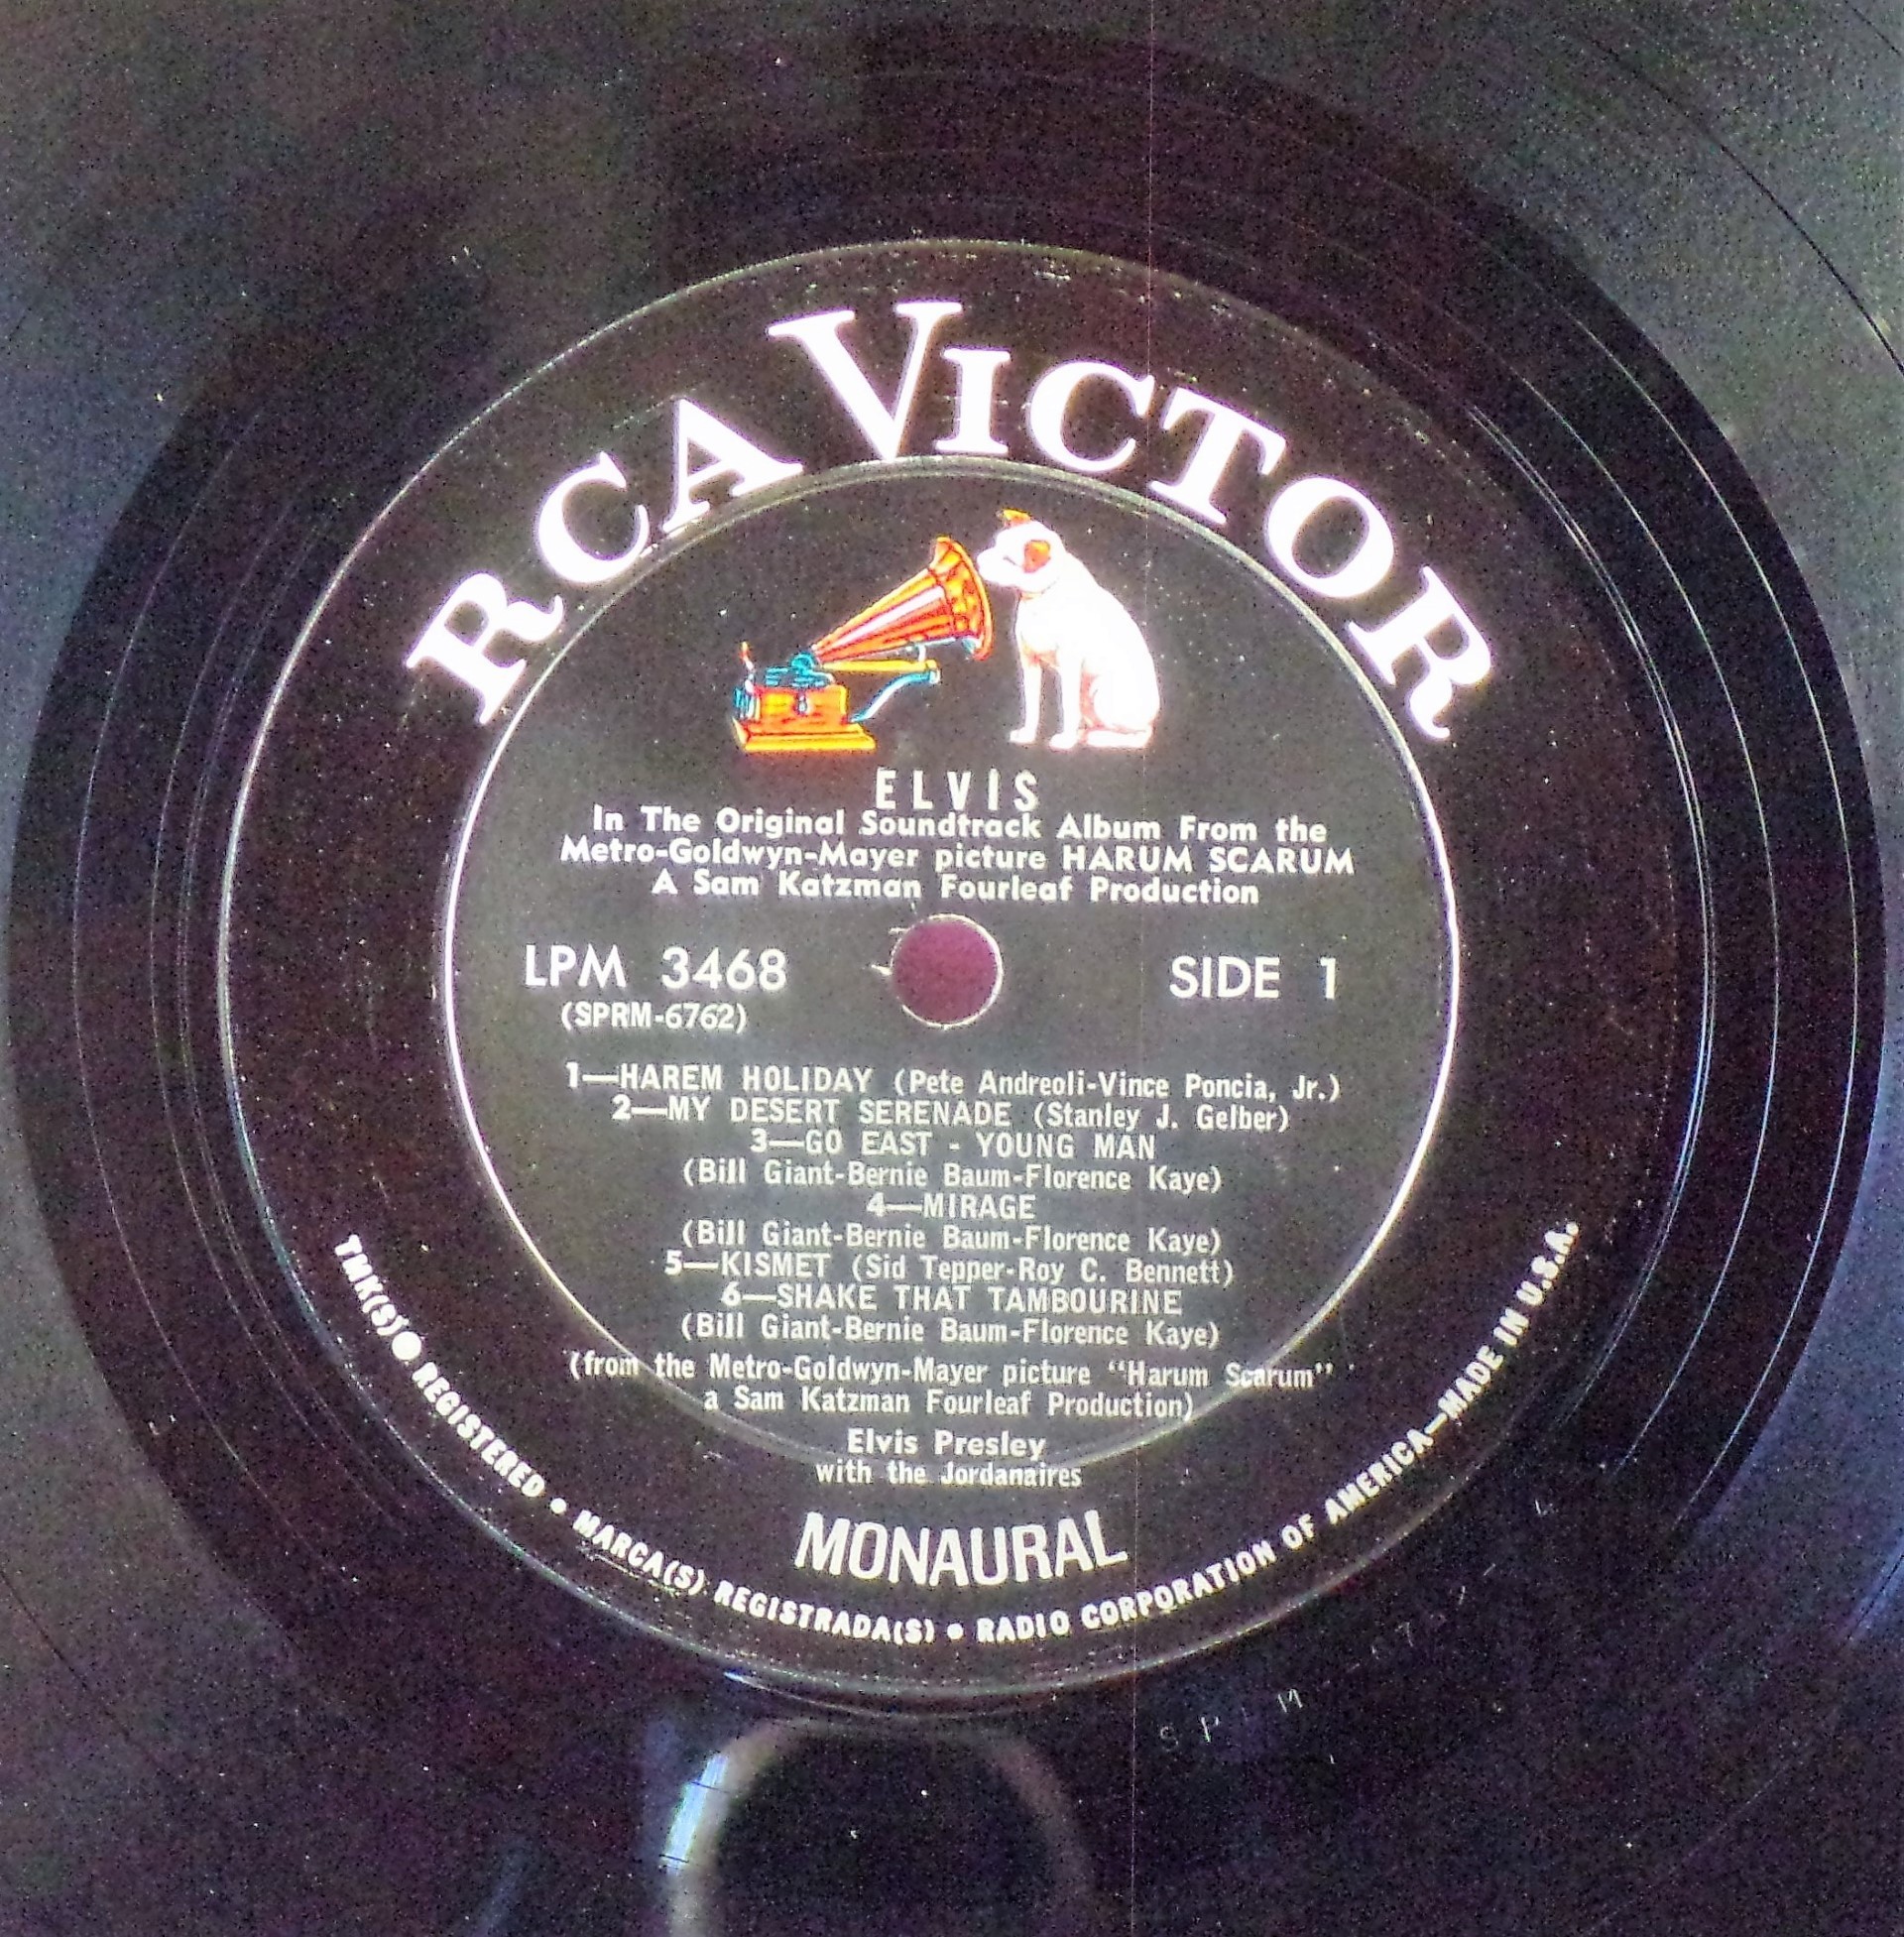 RCA VICTOR
ELVIS
In The Original Soundtrack Album From the
Metro-Goldwyn-Mayer picture HARUM SCARUM
A Sam Katzman Fourleaf Production
LPM 3468
SIDE 1
(SPRM-6762)
1—HAREM HOLIDAY (Pete Andreoli-Vince Poncia, Jr.)
2—MY DESERT SERENADE (Stanley J. Gelber)
3—GO EAST - YOUNG MAN
(Bill Giant-Bernie Baum-Florence Kaye)
4—MIRAGE
(Bill Giant-Bernie Baum-Florence Kaye)
5—KISMET (Sid Tepper-Roy C. Bennett)
6—SHAKE THAT TAMBOURINE
(Bill Giant-Bernie Baum-Florence Kaye)
(from the Metro-Goldwyn-Mayer picture “Harum Scarum”
a Sam Katzman Fourleaf Production)
Elvis Presley
with the Jordanaires
MONAURAL
TMK(S)● REGISTERED • MARCA(S) REGISTRADA(S) • RADIO CORPORATION OF AMERICA—MADE IN U.S.A.